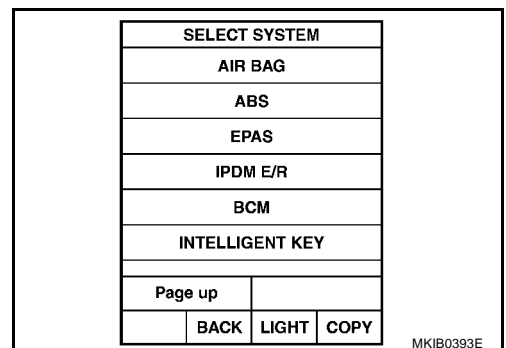 SELECT SYSTEM
AIR BAG
ABS
EPAS
IPDM E/R
BCM
INTELLIGENT KEY
Page up
BACK LIGHT COPY
MKIB0393E